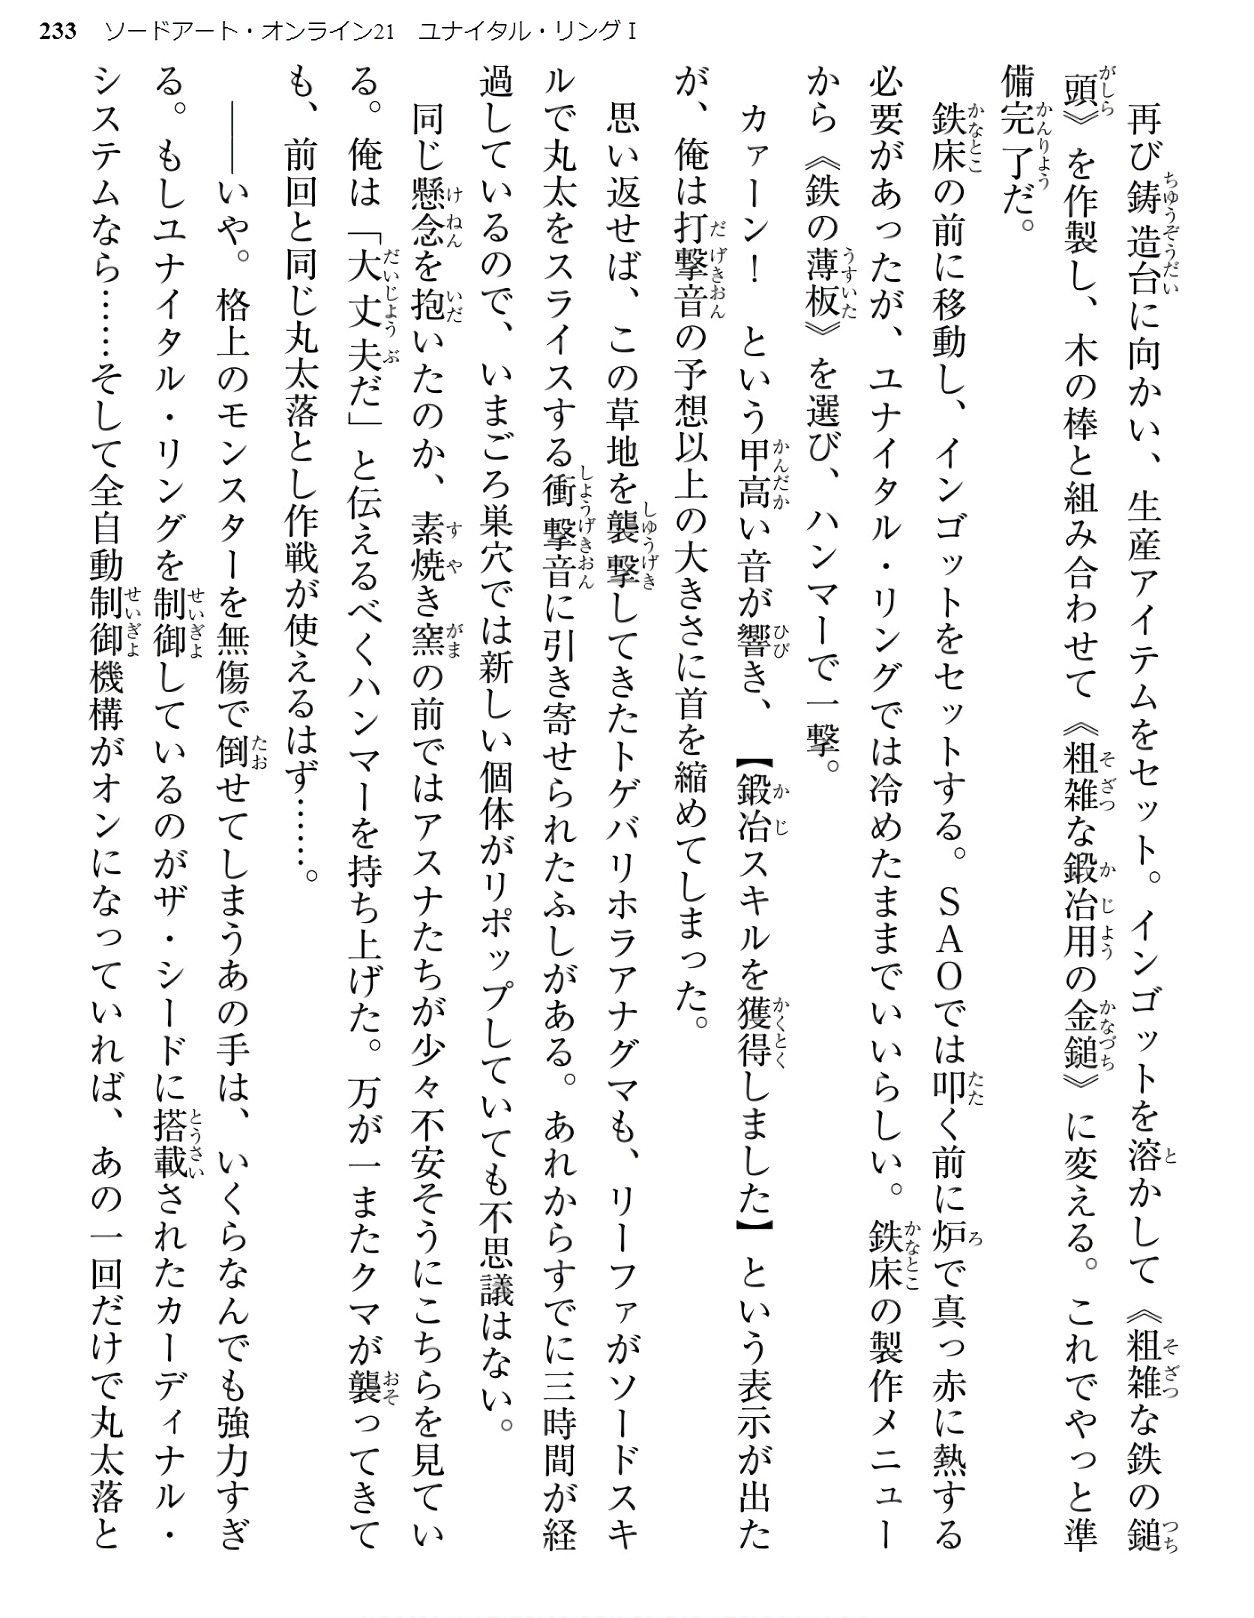 233 ソードアート・オンライン21 ユナイタル・リングⅠ
　再び鋳造台に向かい、生産アイテムをセット。インゴットを溶かして《粗雑な鉄の鎚
頭》を作製し、木の棒と組み合わせて《粗雑な鍛冶用の金鎚》に変える。これでやっと準
備完了だ。
　鉄床の前に移動し、インゴットをセットする。ＳＡＯでは叩く前に炉で真っ赤に熱する
必要があったが、ユナイタル・リングでは冷めたままでいいらしい。鉄床の製作メニュー
から《鉄の薄板》を選び、ハンマーで一撃。
　カァーン！　という甲高い音が響き、【鍛冶スキルを獲得しました】という表示が出た
が、俺は打撃音の予想以上の大きさに首を縮めてしまった。
　思い返せば、この草地を襲撃してきたトゲバリホラアナグマも、リーファがソードスキ
ルで丸太をスライスする衝撃音に引き寄せられたふしがある。あれからすでに三時間が経
過しているので、いまごろ巣穴では新しい個体がリポップしていても不思議はない。
　同じ懸念を抱いたのか、素焼き窯の前ではアスナたちが少々不安そうにこちらを見てい
る。俺は「大丈夫だ」と伝えるべくハンマーを持ち上げた。万が一またクマが襲ってきて
も、前回と同じ丸太落とし作戦が使えるはず……。
　――いや。格上のモンスターを無傷で倒せてしまうあの手は、いくらなんでも強力すぎ
る。もしユナイタル・リングを制御しているのがザ・シードに搭載されたカーディナル・
システムなら……そして全自動制御機構がオンになっていれば、あの一回だけで丸太落と